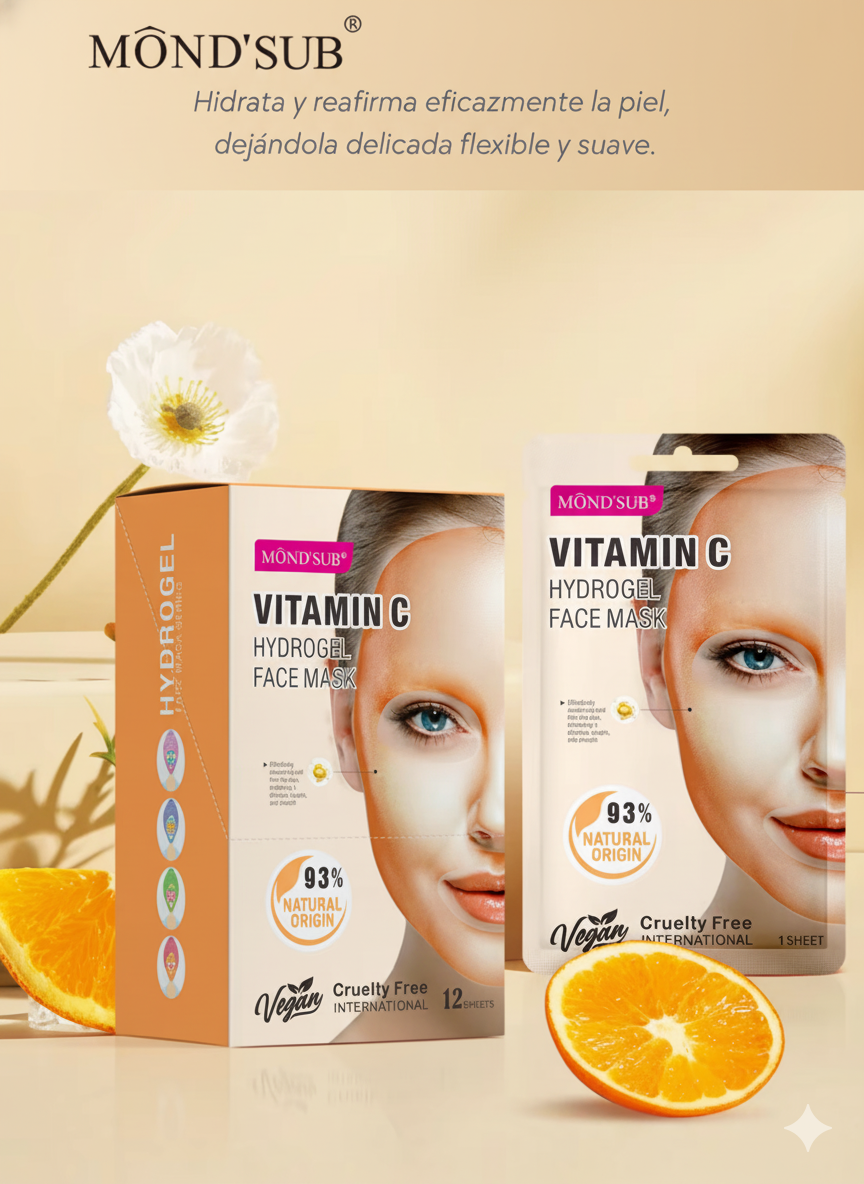 MÔND'SUB®
Hidrata y reafirma eficazmente la piel,
dejándola delicada flexible y suave.
HYDROGEL
MÔND'SUB®
VITAMIN C
HYDROGEL
FACE MASK
93%
NATURAL
ORIGIN
Vegan
Cruelty Free
INTERNATIONAL
12 SHEETS
MÔND'SUB®
VITAMIN C
HYDROGEL
FACE MASK
93%
NATURAL
ORIGIN
Vegan
Cruelty Free
INTERNATIONAL
1 SHEET